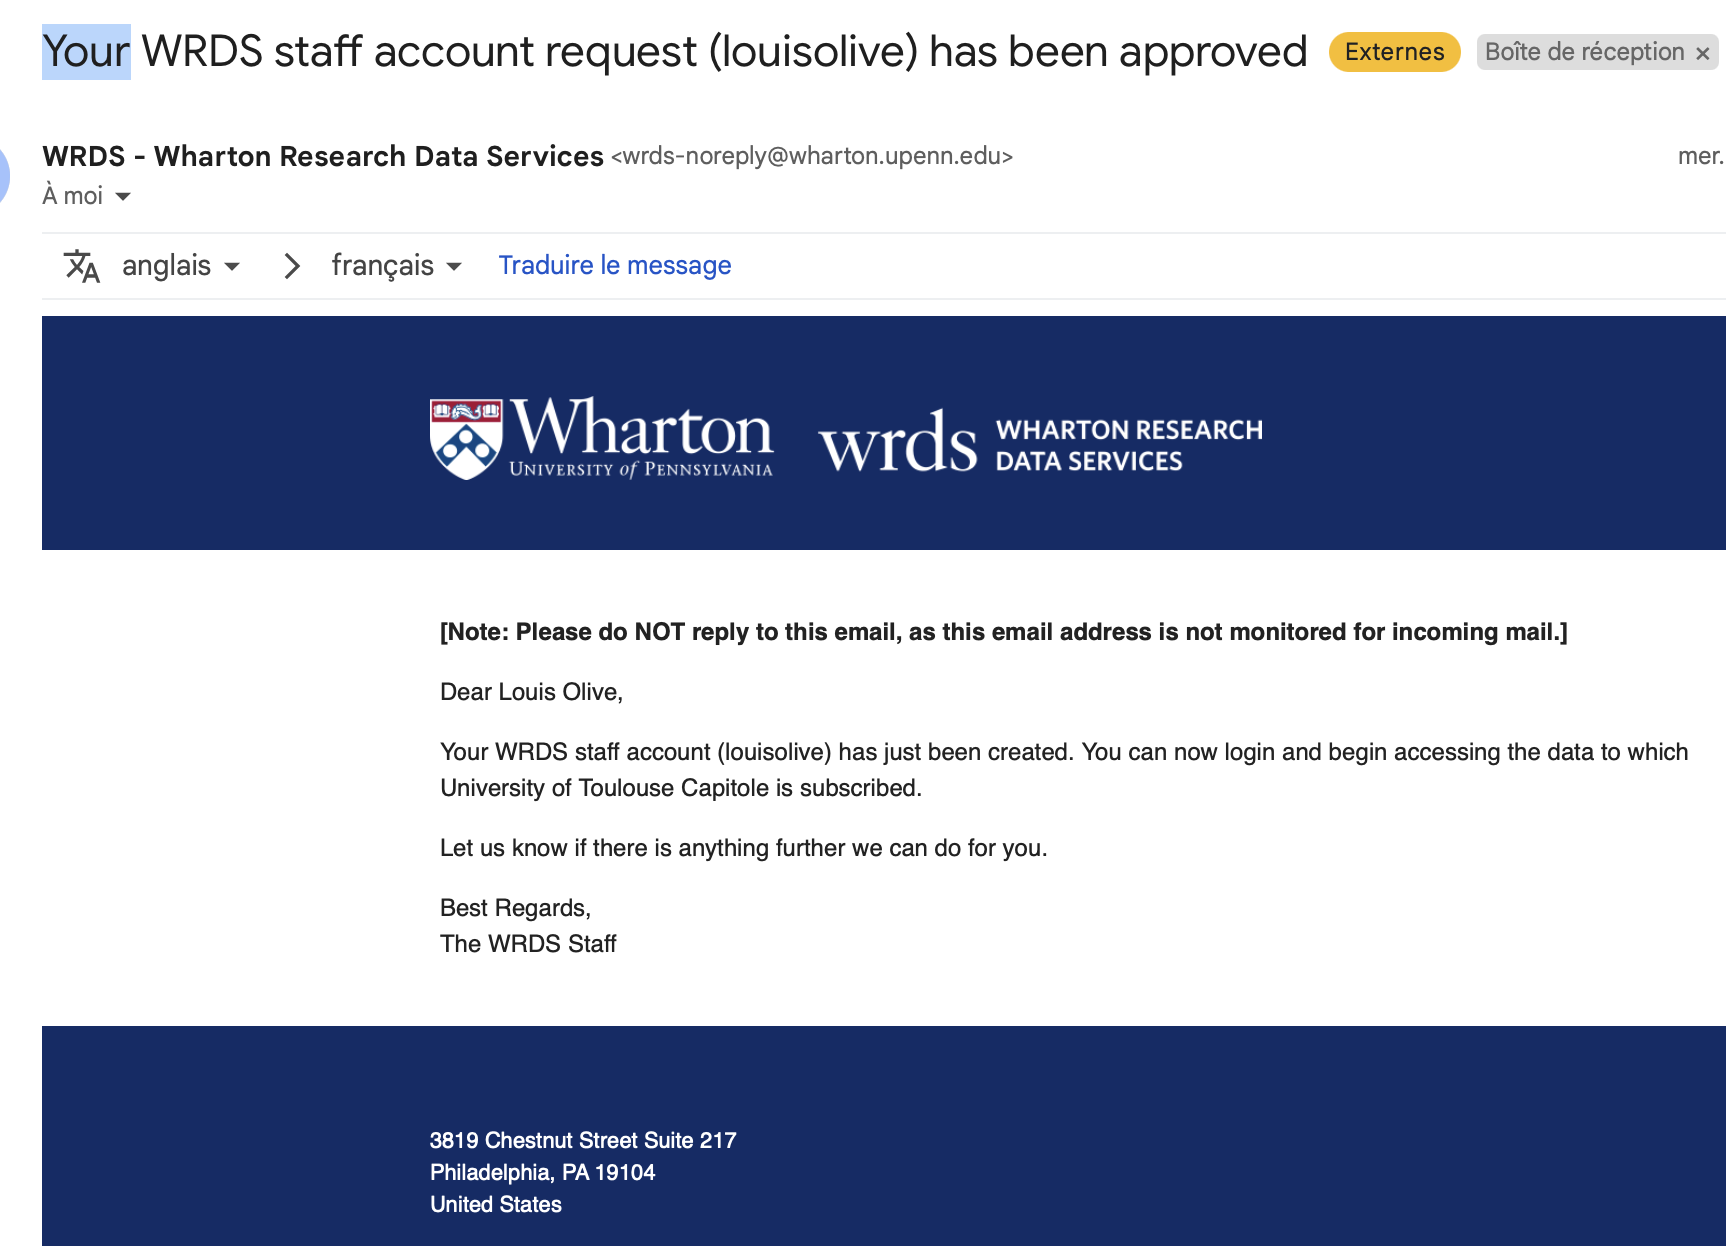 Your WRDS staff account request (louisolive) has been approved Externes Boîte de réception ×
WRDS - Wharton Research Data Services <wrds-noreply@wharton.upenn.edu> mer.
À moi
anglais > français Traduire le message
Wharton
UNIVERSITY of PENNSYLVANIA
wrds WHARTON RESEARCH
DATA SERVICES
[Note: Please do NOT reply to this email, as this email address is not monitored for incoming mail.]
Dear Louis Olive,
Your WRDS staff account (louisolive) has just been created. You can now login and begin accessing the data to which
University of Toulouse Capitole is subscribed.
Let us know if there is anything further we can do for you.
Best Regards,
The WRDS Staff
3819 Chestnut Street Suite 217
Philadelphia, PA 19104
United States